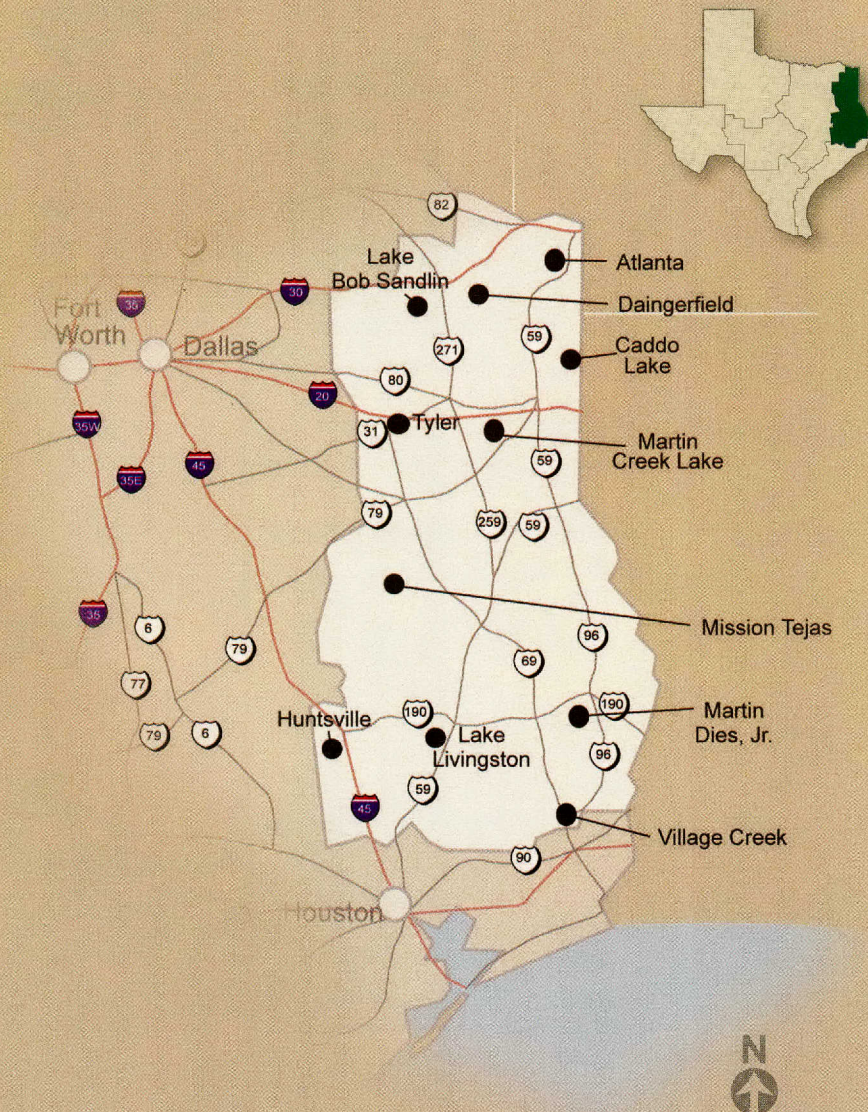 82
Lake
Bob Sandlin
Atlanta
30
35
Daingerfield
Fort
Worth
Dallas
59
271
Caddo
Lake
80
20
35W
31
Tyler
Martin
Creek Lake
45
35E
59
79
259
59
35
6
Mission Tejas
96
79
69
77
190
190
Martin
Dies, Jr.
Huntsville
79
6
Lake
Livingston
96
59
45
Village Creek
90
Houston
N